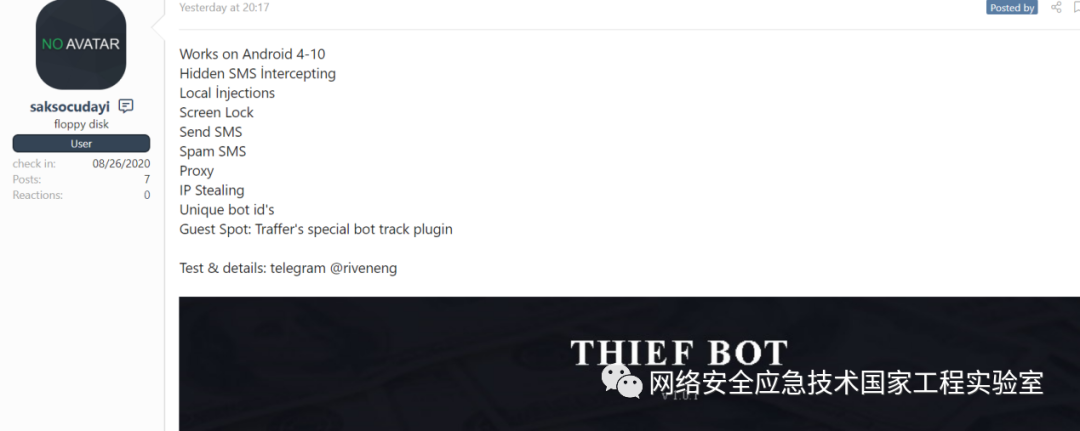 Yesterday at 20:17
Posted by
NO AVATAR
saksocudayi
floppy disk
User
check in: 08/26/2020
Posts: 7
Reactions: 0
Works on Android 4-10
Hidden SMS İntercepting
Local İnjections
Screen Lock
Send SMS
Spam SMS
Proxy
IP Stealing
Unique bot id's
Guest Spot: Traffer's special bot track plugin
Test & details: telegram @riveneng
THIEF BOT
网络安全应急技术国家工程实验室